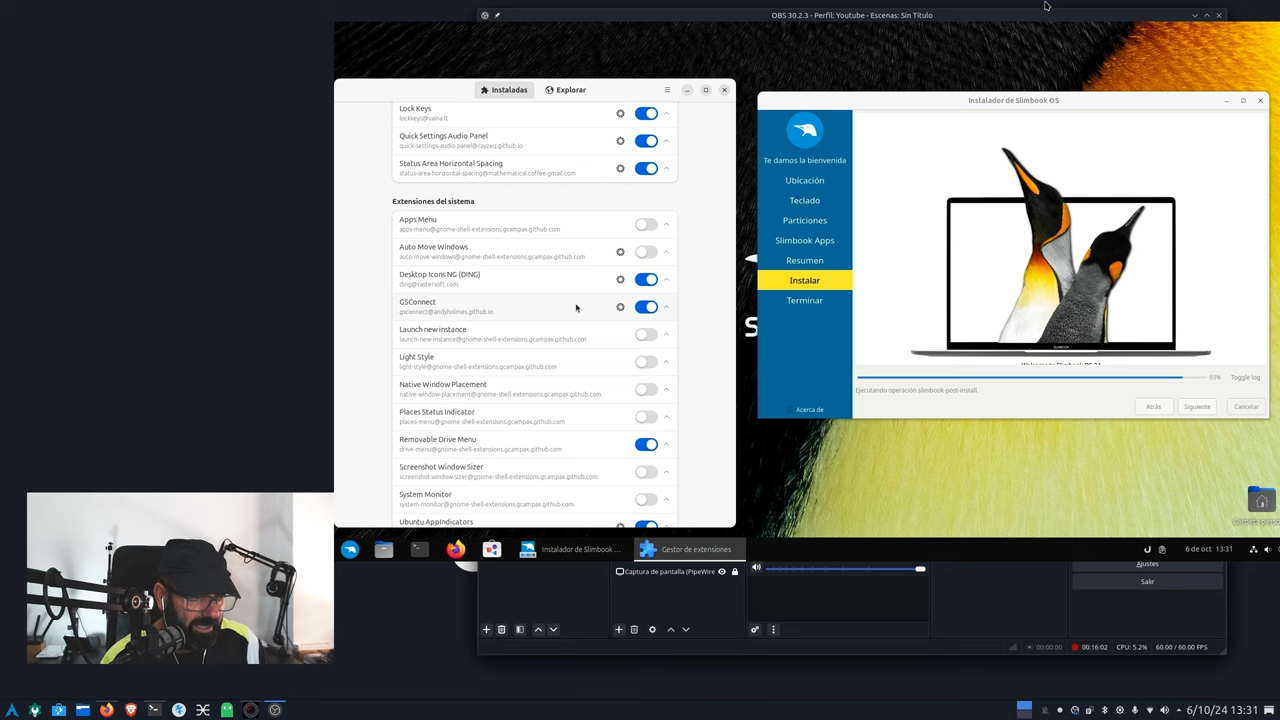 OBS 30.2.3 - Perfil: Youtube - Escenas: Sin Título
Instaladas
Explorar
Lock Keys
lockkeys@vaina.lt
Quick Settings Audio Panel
quick-settings-audio-panel@rayzeq.github.io
Status Area Horizontal Spacing
status-area-horizontal-spacing@mathematical.coffee.gmail.com
Extensiones del sistema
Apps Menu
apps-menu@gnome-shell-extensions.gcampax.github.com
Auto Move Windows
auto-move-windows@gnome-shell-extensions.gcampax.github.com
Desktop Icons NG (DING)
ding@rastersoft.com
GSConnect
gsconnect@andyholmes.github.io
Launch new instance
launch-new-instance@gnome-shell-extensions.gcampax.github.com
Light Style
light-style@gnome-shell-extensions.gcampax.github.com
Native Window Placement
native-window-placement@gnome-shell-extensions.gcampax.github.com
Places Status Indicator
places-menu@gnome-shell-extensions.gcampax.github.com
Removable Drive Menu
drive-menu@gnome-shell-extensions.gcampax.github.com
Screenshot Window Sizer
screenshot-window-sizer@gnome-shell-extensions.gcampax.github.com
System Monitor
system-monitor@gnome-shell-extensions.gcampax.github.com
Ubuntu AppIndicators
Instalador de Slimbook OS
Te damos la bienvenida
Ubicación
Teclado
Particiones
Slimbook Apps
Resumen
Instalar
Terminar
Acerca de
93%
Toggle log
Ejecutando operación slimbook-post-install.
Atrás
Siguiente
Cancelar
Instalador de Slimbook ...
Gestor de extensiones
6 de oct 13:31
Captura de pantalla (PipeWire
Ajustes
Salir
00:00:00
00:16:02
CPU: 5.2%
60.00 / 60.00 FPS
6/10/24 13:31